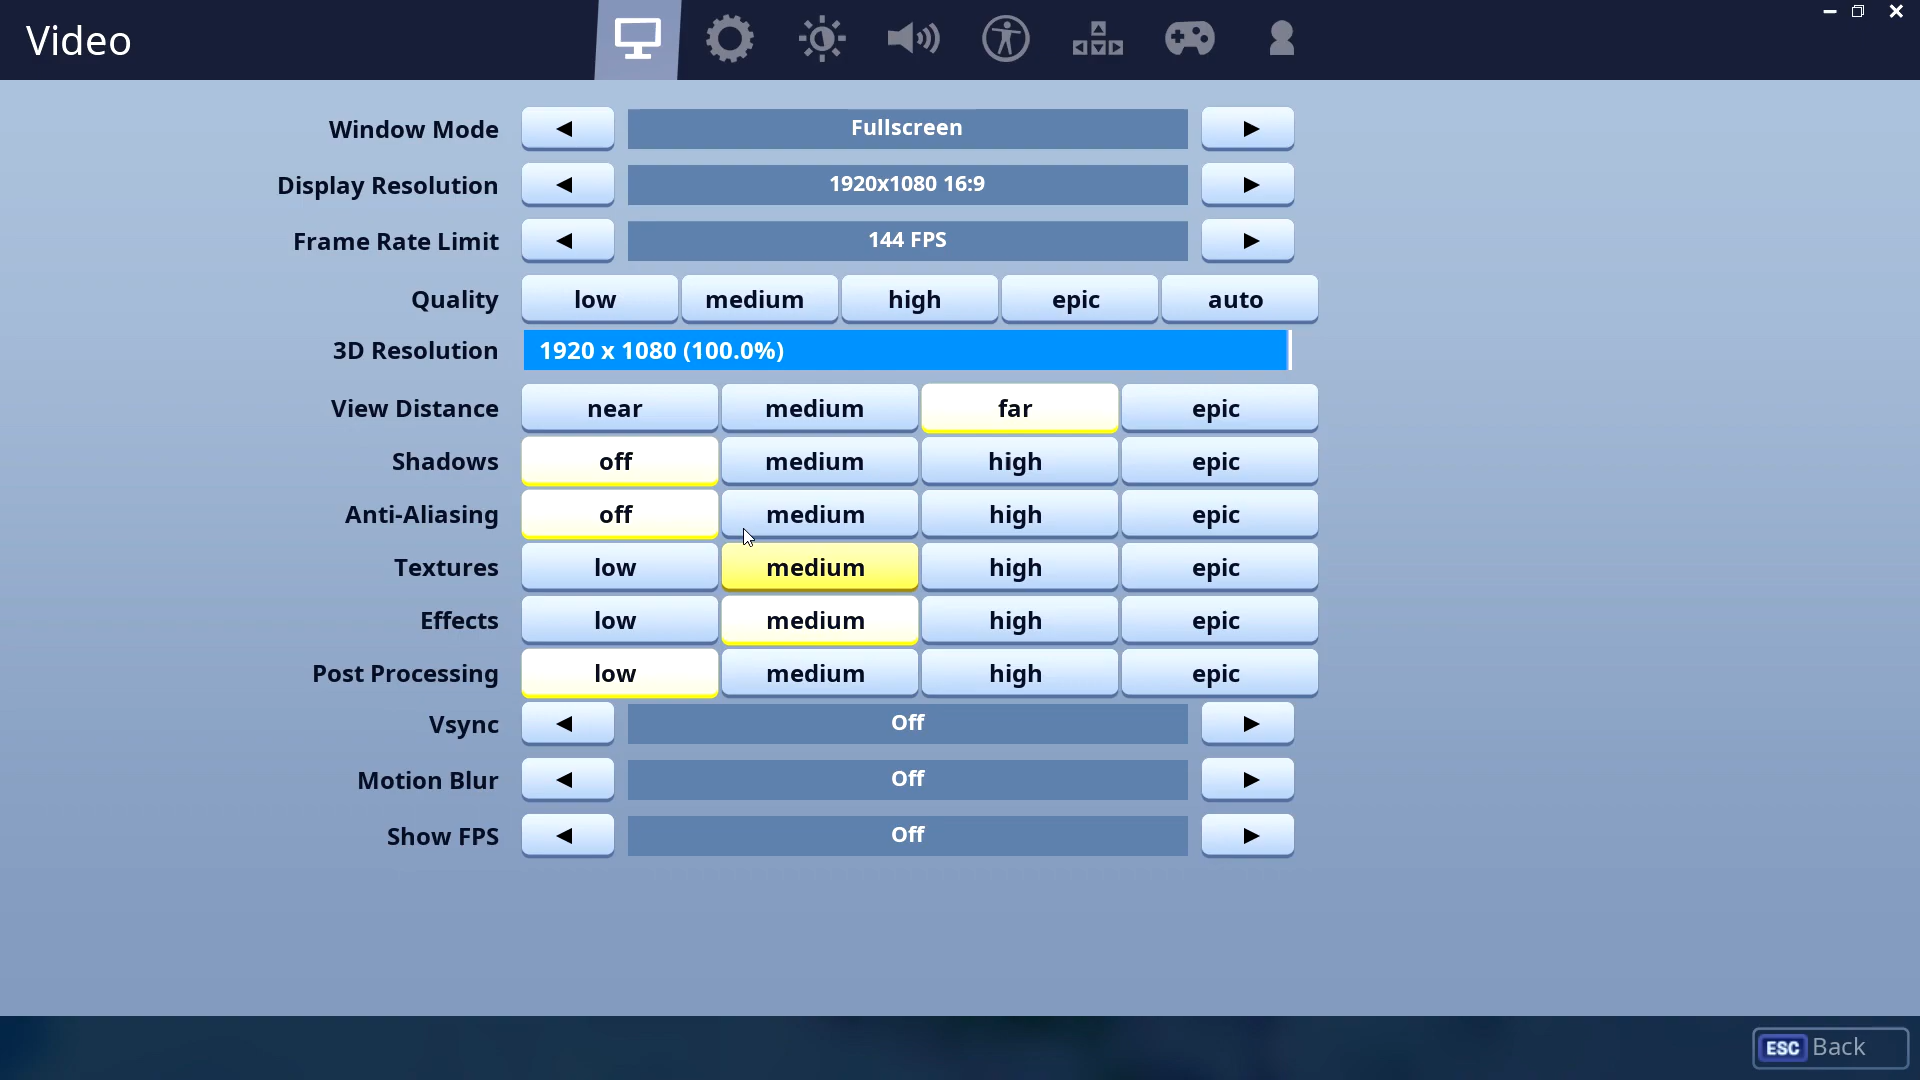 Video
Window Mode Fullscreen
Display Resolution 1920x1080 16:9
Frame Rate Limit 144 FPS
Quality low medium high epic auto
3D Resolution 1920 x 1080 (100.0%)
View Distance near medium far epic
Shadows off medium high epic
Anti-Aliasing off medium high epic
Textures low medium high epic
Effects low medium high epic
Post Processing low medium high epic
Vsync Off
Motion Blur Off
Show FPS Off
ESC Back